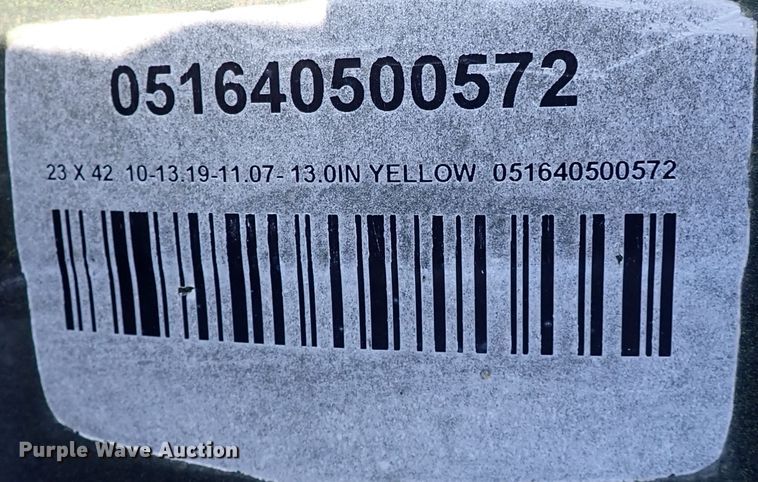 051640500572
23 X 42 10-13.19-11.07- 13.0IN YELLOW 051640500572
Purple Wave Auction